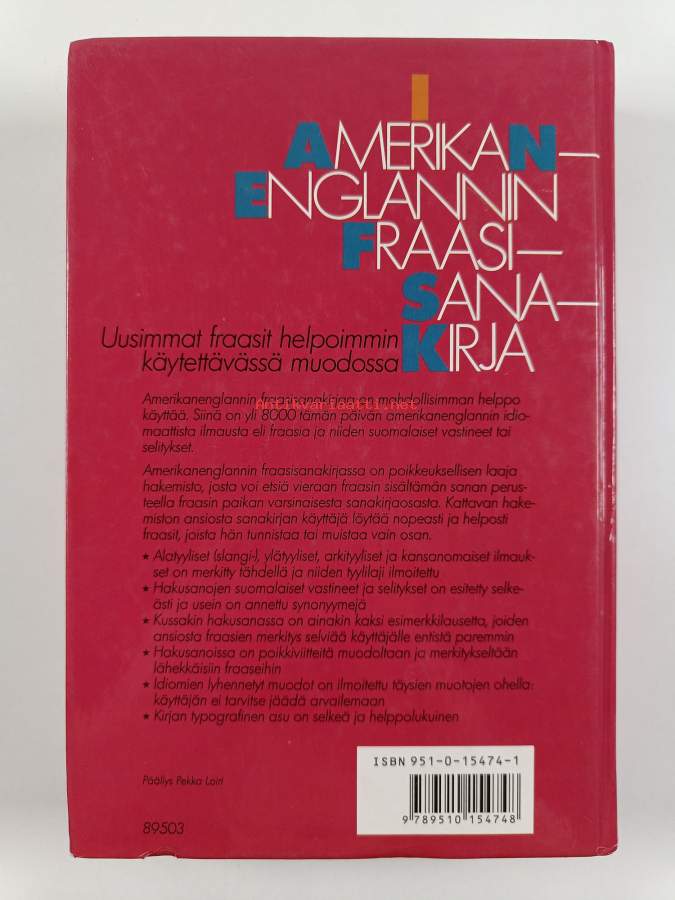 I
AMERIKAN–
ENGLANNIN
FRAASI–
SANA–
KIRJA
Uusimmat fraasit helpoimmin
käytettävässä muodossa
Amerikanenglannin fraasisanakirjaa on mahdollisimman helppo
käyttää. Siinä on yli 8000 tämän päivän amerikanenglannin idio-
maattista ilmausta eli fraasia ja niiden suomalaiset vastineet tai
selitykset.
antikvariaatti.net
Amerikanenglannin fraasisanakirjassa on poikkeuksellisen laaja
hakemisto, josta voi etsiä vieraan fraasin sisältämän sanan perus-
teella fraasin paikan varsinaisesta sanakirjaosasta. Kattavan hake-
miston ansiosta sanakirjan käyttäjä löytää nopeasti ja helposti
fraasit, joista hän tunnistaa tai muistaa vain osan.
★ Alatyyliset (slangi-), ylätyyliset, arkityyliset ja kansanomaiset ilmauk-
set on merkitty tähdellä ja niiden tyylilaji ilmoitettu
★ Hakusanojen suomalaiset vastineet ja selitykset on esitetty selke-
ästi ja usein on annettu synonyymejä
★ Kussakin hakusanassa on ainakin kaksi esimerkkilausetta, joiden
ansiosta fraasien merkitys selviää käyttäjälle entistä paremmin
★ Hakusanoissa on poikkiviitteitä muodoltaan ja merkitykseltään
lähekkäisiin fraaseihin
★ Idiomien lyhennetyt muodot on ilmoitettu täysien muotojen ohella:
käyttäjän ei tarvitse jäädä arvailemaan
★ Kirjan typografinen asu on selkeä ja helppolukuinen
ISBN 951-0-15474-1
9 789510 154748
Päällys Pekka Loiri
89503